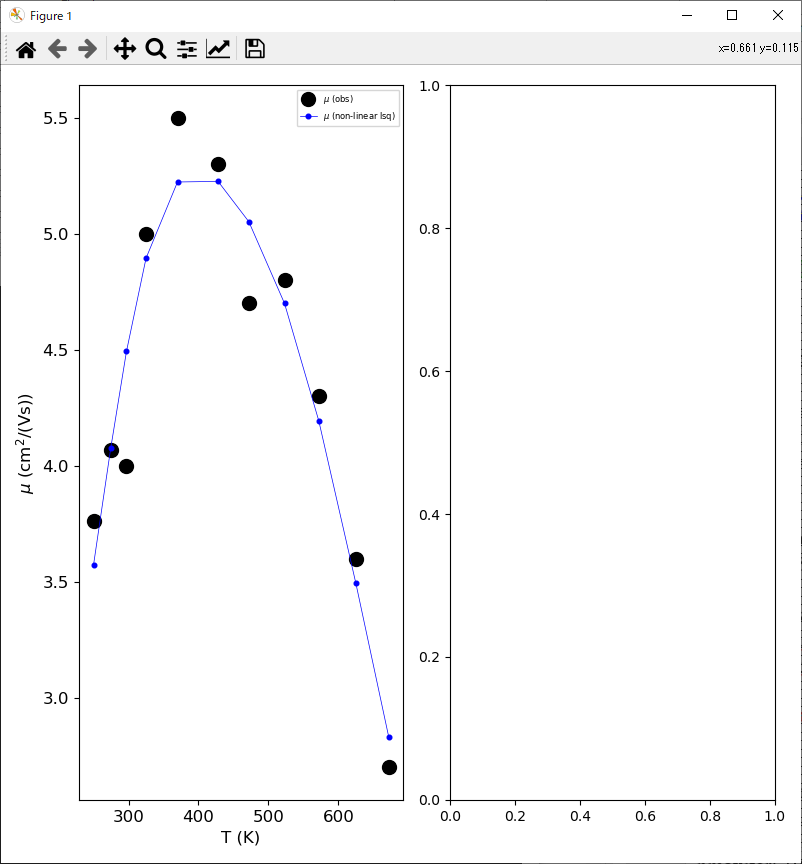 Figure 1
x=0.661 y=0.115
μ (obs)
μ (non-linear lsq)
5.5
5.0
4.5
4.0
3.5
3.0
μ (cm²/(Vs))
300 400 500 600
T (K)
1.0
0.8
0.6
0.4
0.2
0.0
0.0 0.2 0.4 0.6 0.8 1.0